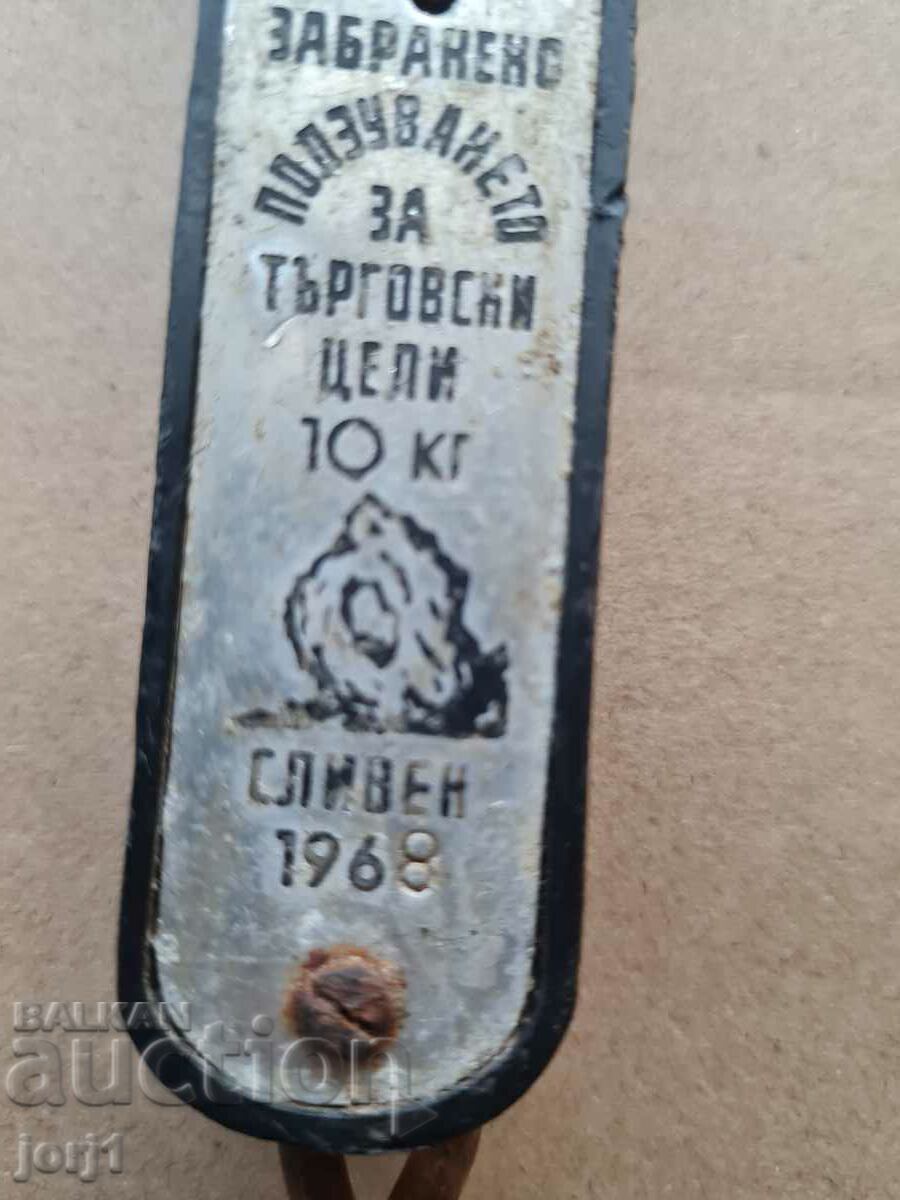 ЗАБРАНЕНО
ПОЛЗУВАНЕТО
ЗА
ТЪРГОВСКИ
ЦЕЛИ
10 КГ
СЛИВЕН
1968
BALKAN
auction
jorj1